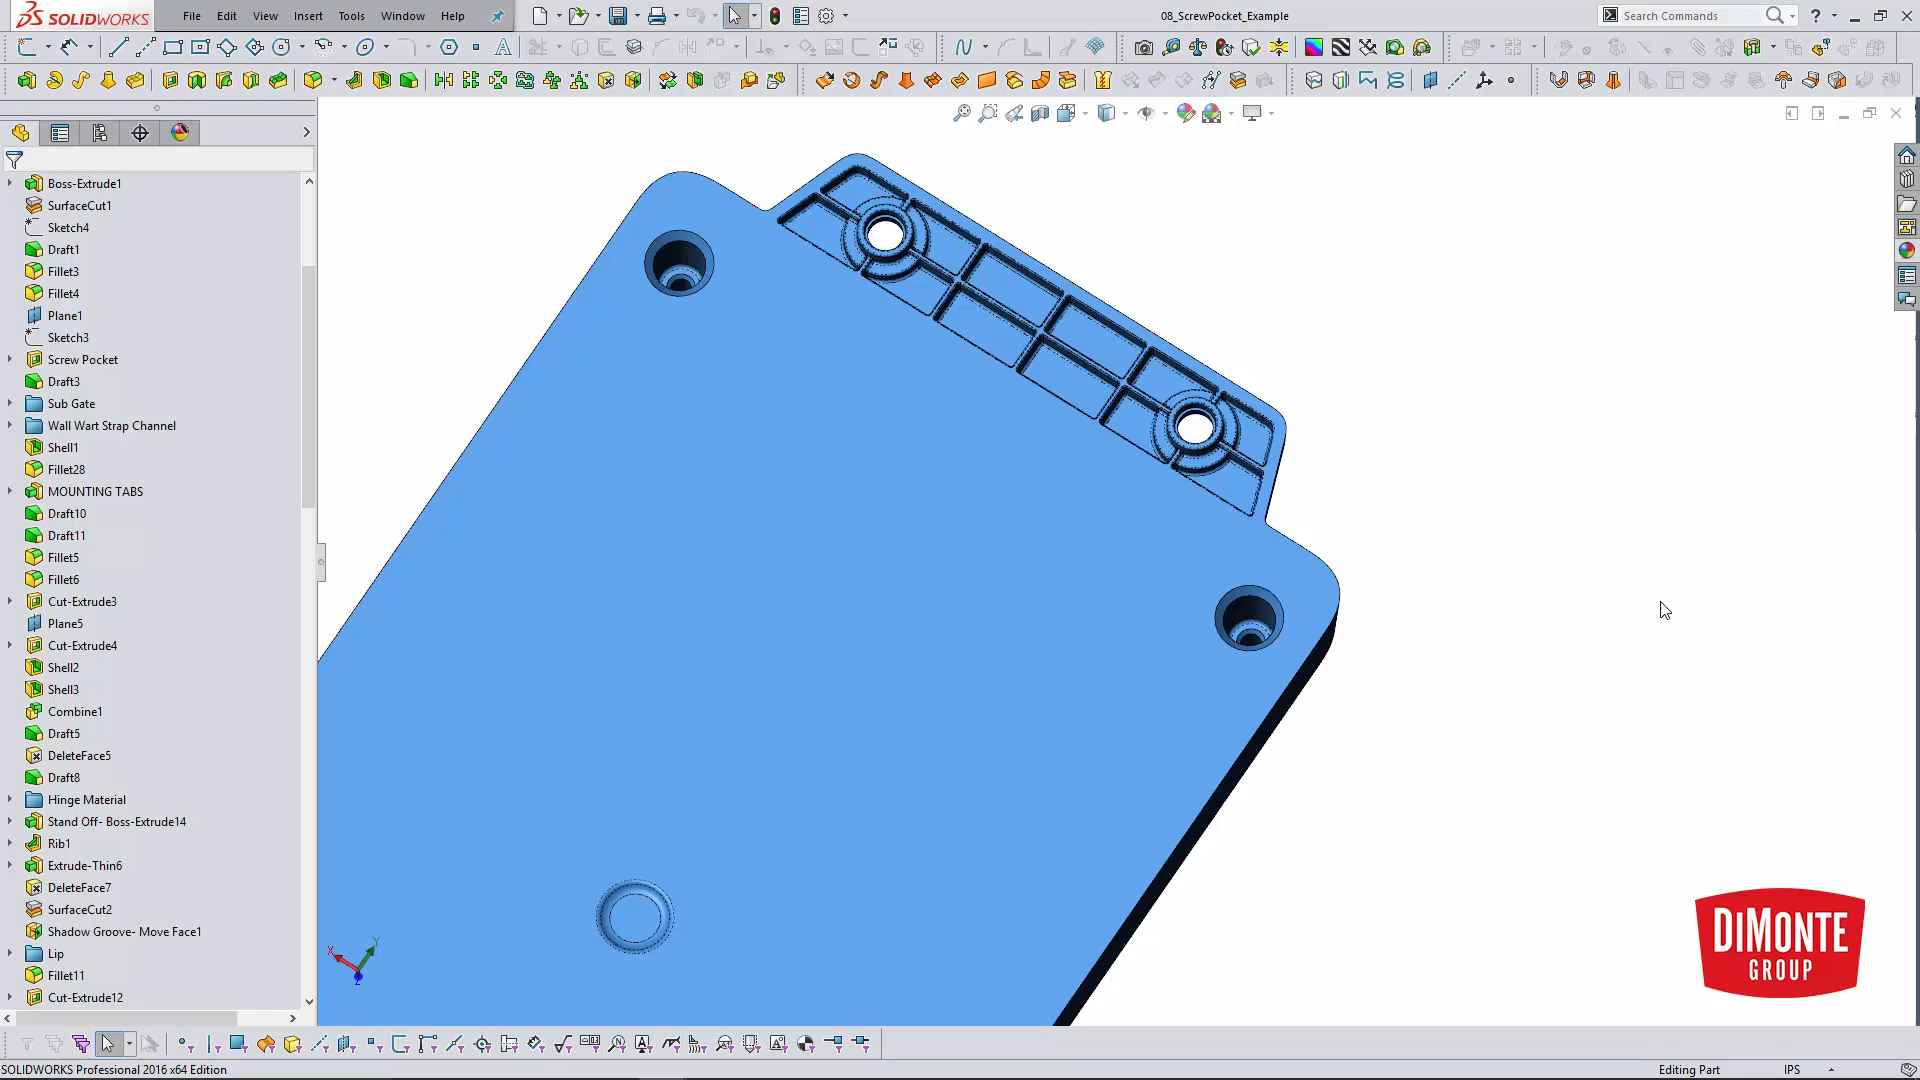 SOLIDWORKS
File
Edit
View
Insert
Tools
Window
Help
08_ScrewPocket_Example
Search Commands
Boss-Extrude1
SurfaceCut1
Sketch4
Draft1
Fillet3
Fillet4
Plane1
Sketch3
Screw Pocket
Draft3
Sub Gate
Wall Wart Strap Channel
Shell1
Fillet28
MOUNTING TABS
Draft10
Draft11
Fillet5
Fillet6
Cut-Extrude3
Plane5
Cut-Extrude4
Shell2
Shell3
Combine1
Draft5
DeleteFace5
Draft8
Hinge Material
Stand Off- Boss-Extrude14
Rib1
Extrude-Thin6
DeleteFace7
SurfaceCut2
Shadow Groove- Move Face1
Lip
Fillet11
Cut-Extrude12
X
Y
Z
DIMONTE
GROUP
SOLIDWORKS Professional 2016 x64 Edition
Editing Part
IPS